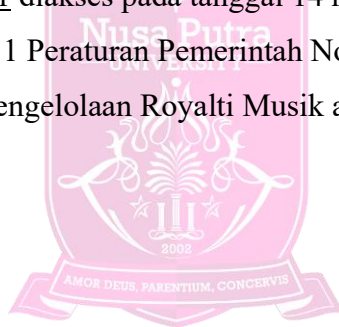 diakses pada tanggal 14
Nusa Putra
UNIVERSITY
1 Peraturan Pemerintah No
engelolaan Royalti Musik a
2002
AMOR DEUS, PARENTIUM, CONCERVIS